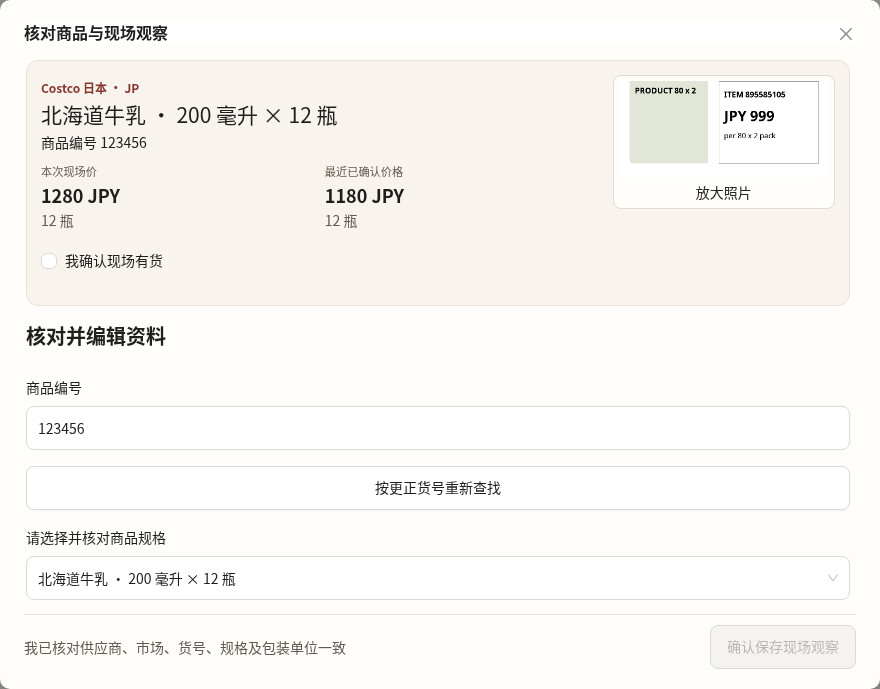 核对商品与现场观察
Costco 日本 · JP
北海道牛乳 · 200 毫升 × 12 瓶
商品编号 123456
本次现场价
1280 JPY
12 瓶
最近已确认价格
1180 JPY
12 瓶
PRODUCT 80 x 2
ITEM 895585105
JPY 999
per 80 x 2 pack
放大照片
我确认现场有货
核对并编辑资料
商品编号
123456
按更正货号重新查找
请选择并核对商品规格
北海道牛乳 · 200 毫升 × 12 瓶
我已核对供应商、市场、货号、规格及包装单位一致
确认保存现场观察